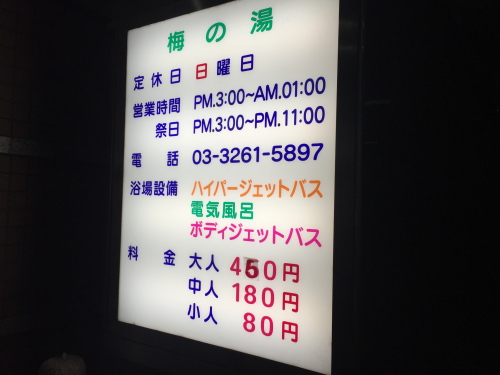 梅の湯
定休日 日曜日
営業時間 PM.3:00~AM.01:00
祭日 PM.3:00~PM.11:00
電話 03-3261-5897
浴場設備 ハイパージェットバス
電気風呂
ボディジェットバス
料金 大人 460円
中人 180円
小人 80円